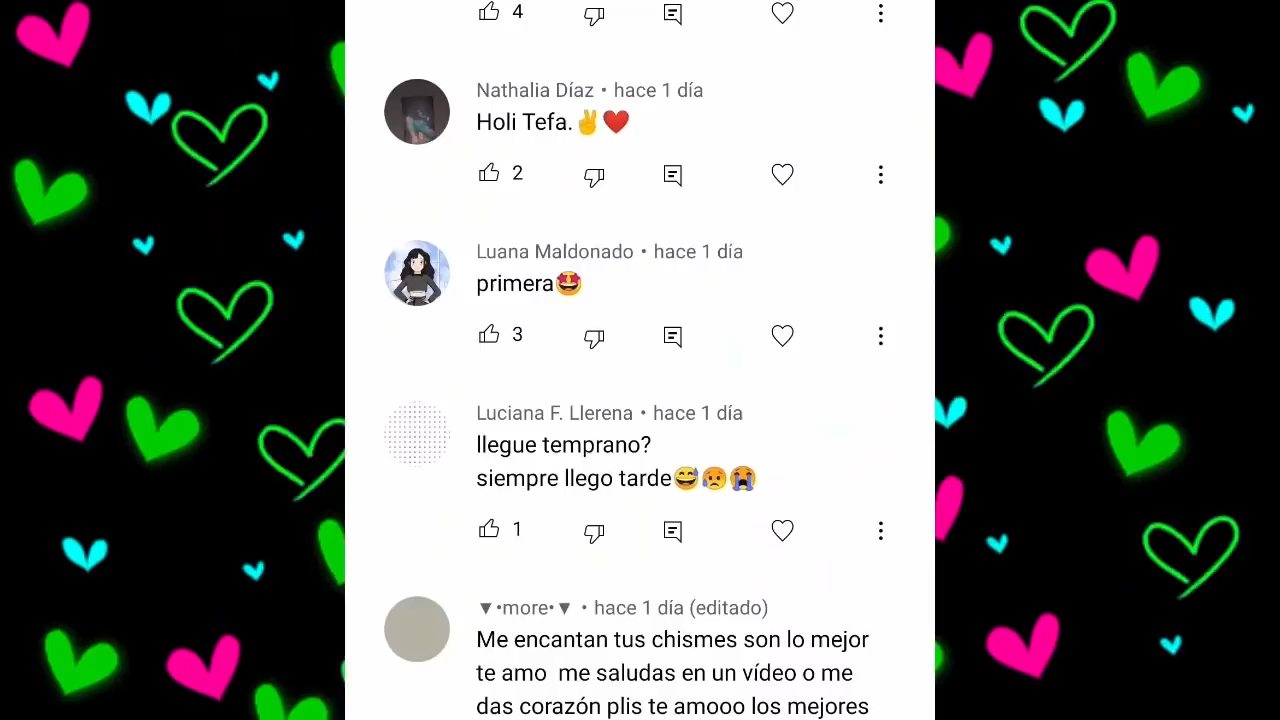 4
Nathalia Díaz • hace 1 día
Holi Tefa.✌❤
2
Luana Maldonado • hace 1 día
primera🤩
3
Luciana F. Llerena • hace 1 día
llegue temprano?
siempre llego tarde😅😥😭
1
▼•more•▼ • hace 1 día (editado)
Me encantan tus chismes son lo mejor
te amo  me saludas en un vídeo o me
das corazón plis te amooo los mejores